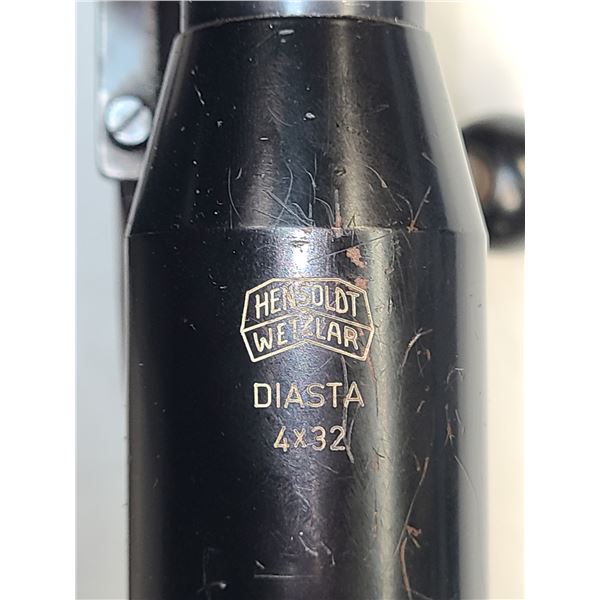 HENSOLDT
WETZLAR
DIASTA
4x32